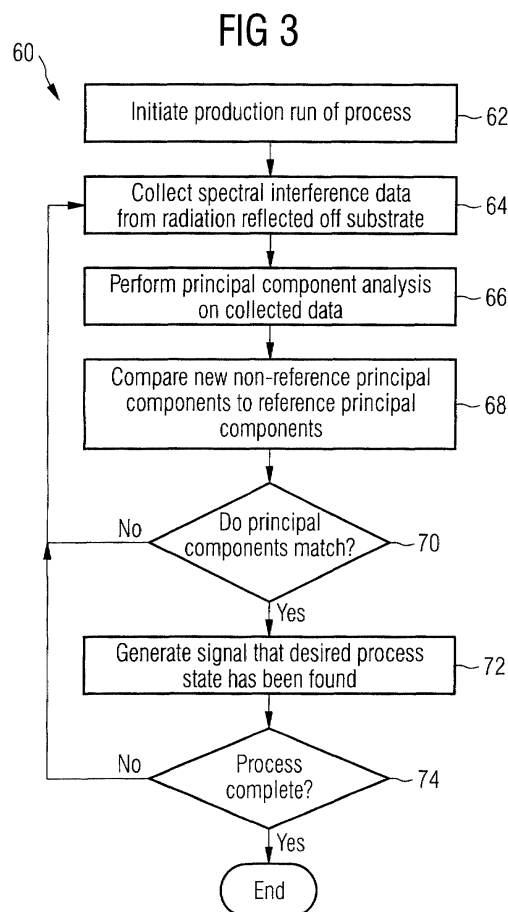 FIG 3
60
Initiate production run of process
62
Collect spectral interference data
from radiation reflected off substrate
64
Perform principal component analysis
on collected data
66
Compare new non-reference principal
components to reference principal
components
68
No
Do principal
components match?
70
Yes
Generate signal that desired process
state has been found
72
No
Process
complete?
74
Yes
End